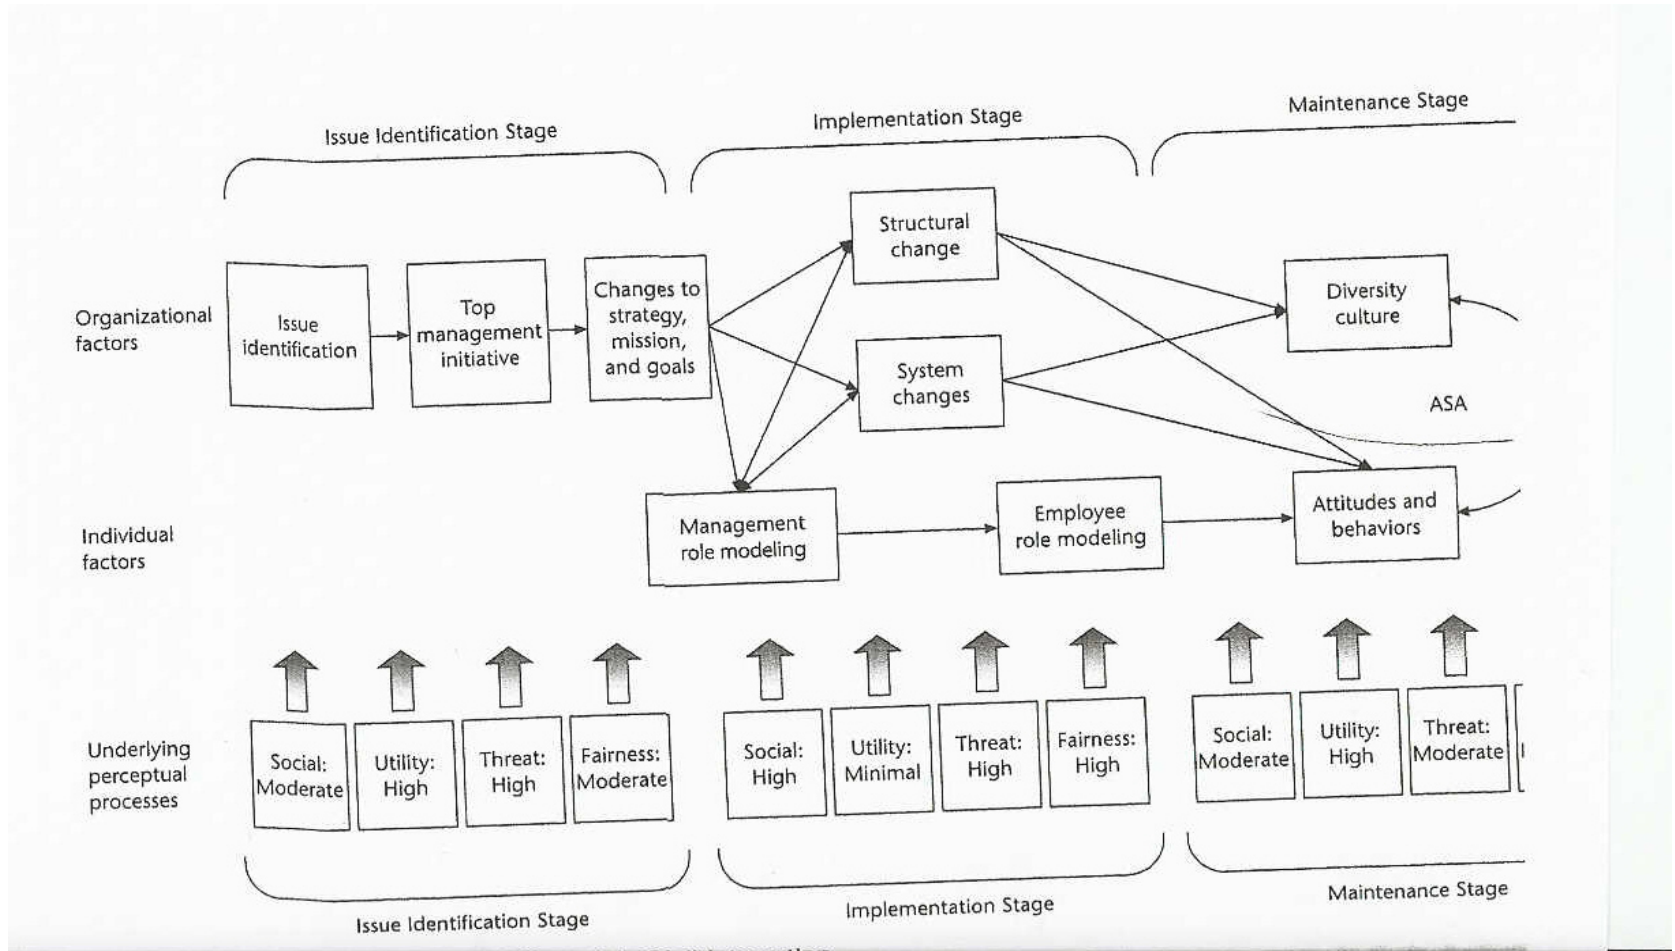 Issue Identification Stage
Implementation Stage
Maintenance Stage
Organizational
factors
Issue
identification
Top
management
initiative
Changes to
strategy,
mission,
and goals
Structural
change
System
changes
Diversity
culture
ASA
Individual
factors
Management
role modeling
Employee
role modeling
Attitudes and
behaviors
Underlying
perceptual
processes
Social:
Moderate
Utility:
High
Threat:
High
Fairness:
Moderate
Social:
High
Utility:
Minimal
Threat:
High
Fairness:
High
Social:
Moderate
Utility:
High
Threat:
Moderate
Issue Identification Stage
Implementation Stage
Maintenance Stage